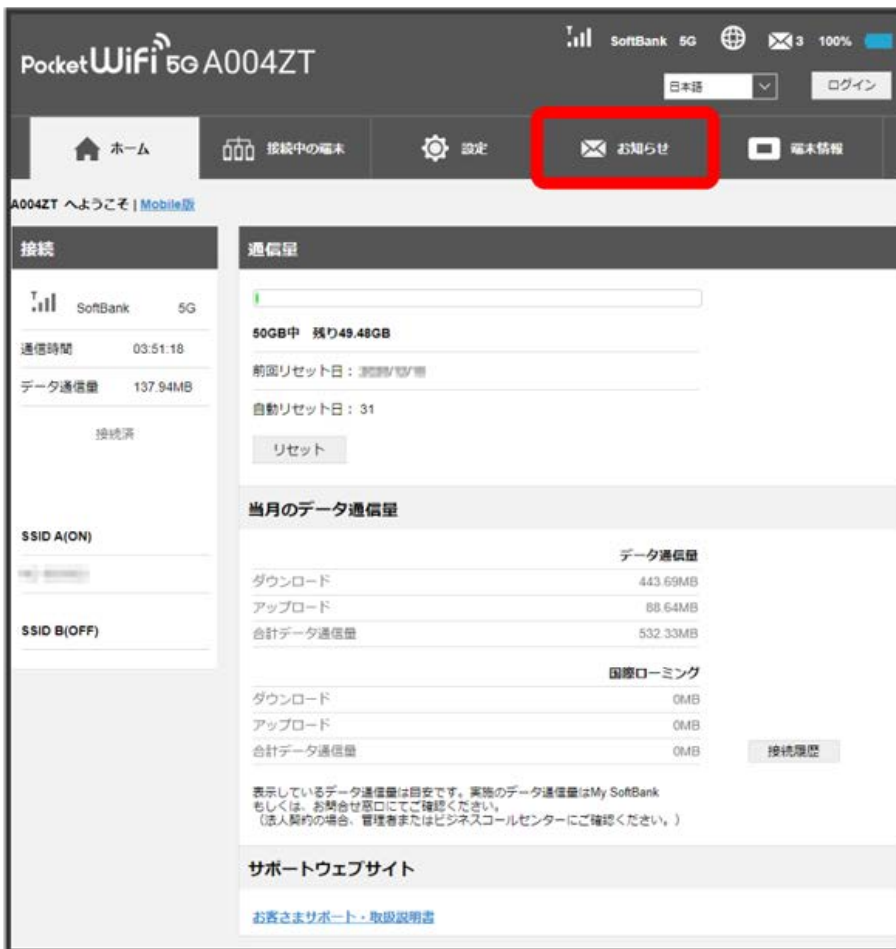 Pocket WiFi 5G A004ZT
SoftBank 5G 3 100%
日本語 ログイン
ホーム 接続中の端末 設定 お知らせ 端末情報
A004ZT へようこそ | Mobile版
接続
SoftBank 5G
通信時間 03:51:18
データ通信量 137.94MB
接続済
SSID A(ON)
SSID B(OFF)
通信量
50GB中 残り49.48GB
前回リセット日：
自動リセット日： 31
リセット
当月のデータ通信量
データ通信量
ダウンロード 443.69MB
アップロード 88.64MB
合計データ通信量 532.33MB
国際ローミング
ダウンロード 0MB
アップロード 0MB
合計データ通信量 0MB 接続履歴
表示しているデータ通信量は目安です。実施のデータ通信量はMy SoftBank
もしくは、お問合せ窓口にてご確認ください。
（法人契約の場合、管理者またはビジネスコールセンターにご確認ください。）
サポートウェブサイト
お客さまサポート・取扱説明書